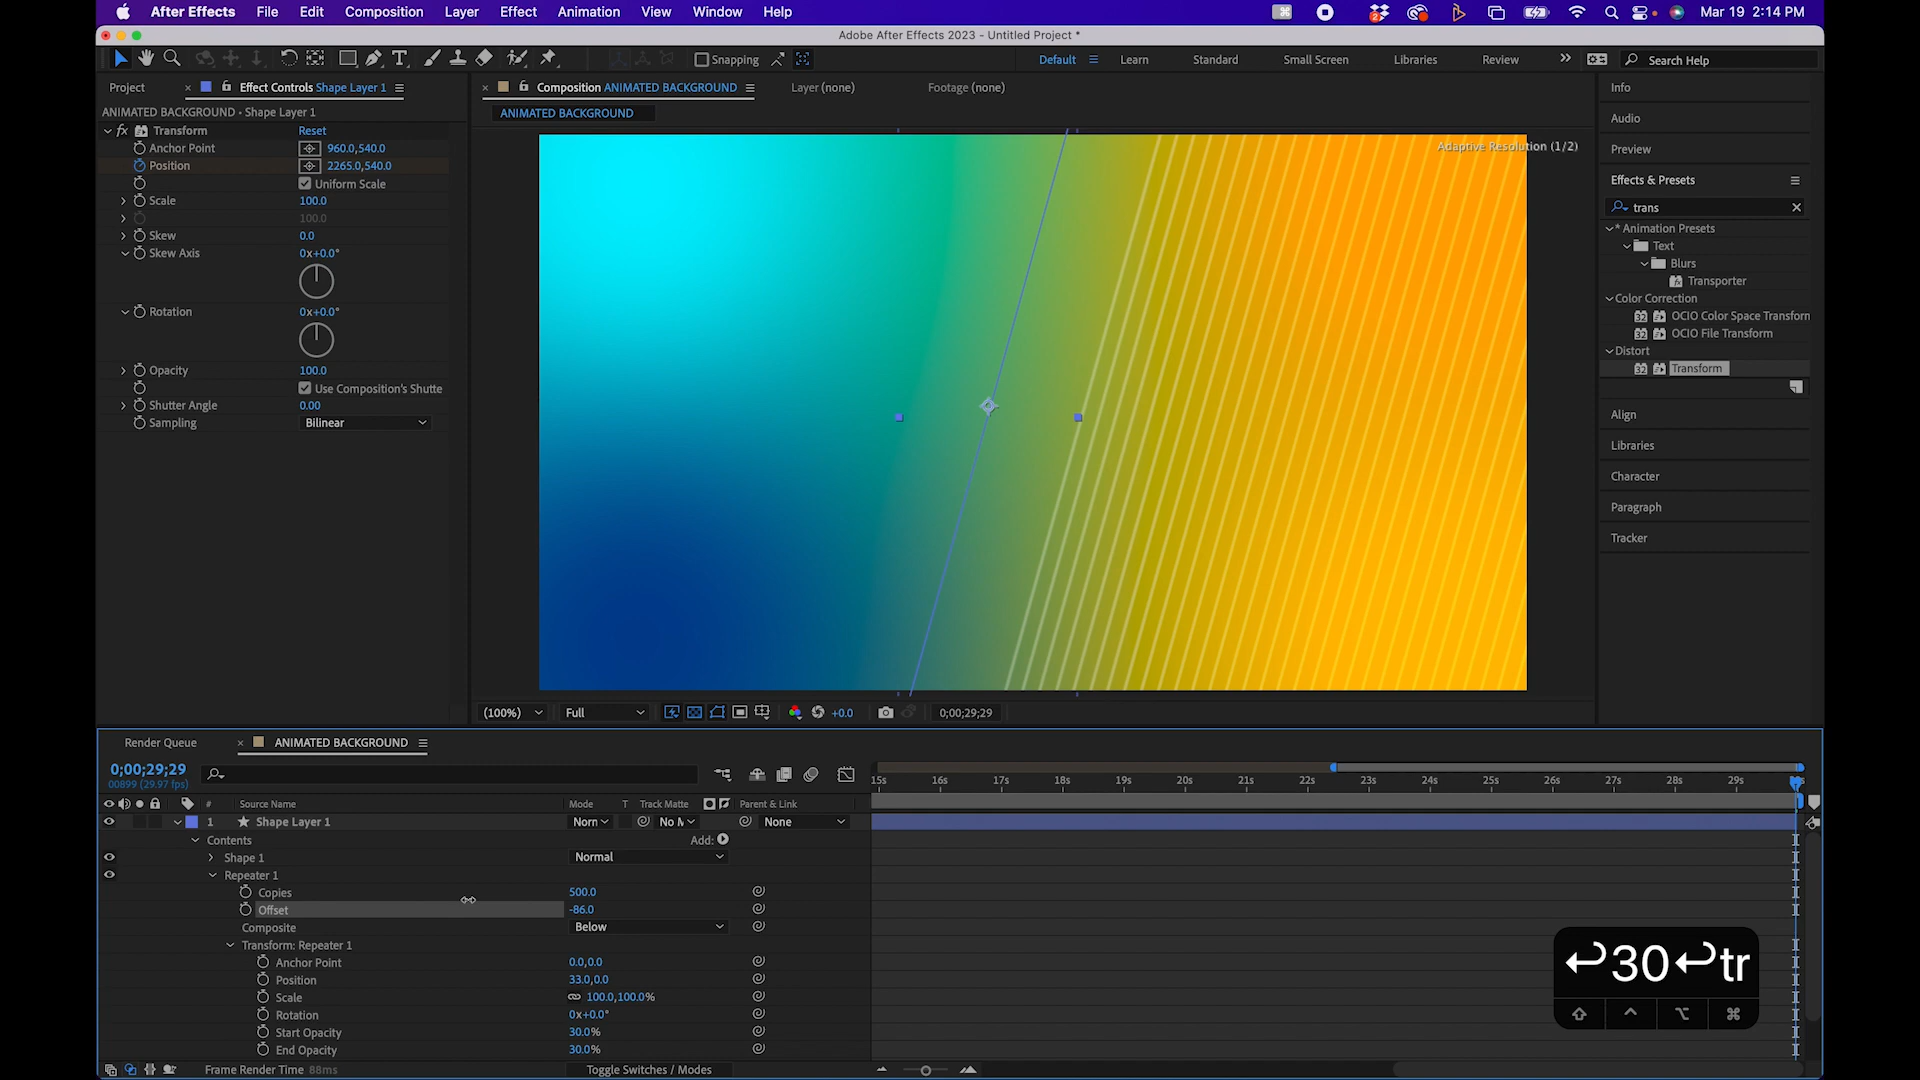 After Effects File Edit Composition Layer Effect Animation View Window Help Mar 19 2:14 PM
Adobe After Effects 2023 - Untitled Project *
Snapping Default Learn Standard Small Screen Libraries Review Search Help
Project Effect Controls Shape Layer 1 Composition ANIMATED BACKGROUND Layer (none) Footage (none) Info
ANIMATED BACKGROUND • Shape Layer 1
ANIMATED BACKGROUND
fx Transform Reset
Anchor Point 960.0,540.0
Position 2265.0,540.0
Uniform Scale
Scale 100.0
100.0
Skew 0.0
Skew Axis 0x+0.0°
Rotation 0x+0.0°
Opacity 100.0
Use Composition's Shutte
Shutter Angle 0.00
Sampling Bilinear
Adaptive Resolution (1/2)
Audio
Preview
Effects & Presets
trans
* Animation Presets
Text
Blurs
Transporter
Color Correction
OCIO Color Space Transforn
OCIO File Transform
Distort
Transform
Align
Libraries
Character
Paragraph
Tracker
(100%) Full +0.0 0;00;29;29
Render Queue ANIMATED BACKGROUND
0;00;29;29
00899 (29.97 fps)
15s 16s 17s 18s 19s 20s 21s 22s 23s 24s 25s 26s 27s 28s 29s
# Source Name Mode T Track Matte Parent & Link
1 Shape Layer 1 Norn No M None
Contents Add:
Shape 1 Normal
Repeater 1
Copies 500.0
Offset -86.0
Composite Below
Transform: Repeater 1
Anchor Point 0.0,0.0
Position 33.0,0.0
Scale 100.0,100.0%
Rotation 0x+0.0°
Start Opacity 30.0%
End Opacity 30.0%
Frame Render Time 88ms Toggle Switches / Modes
↩30↩tr
⇧ ⌃ ⌥ ⌘